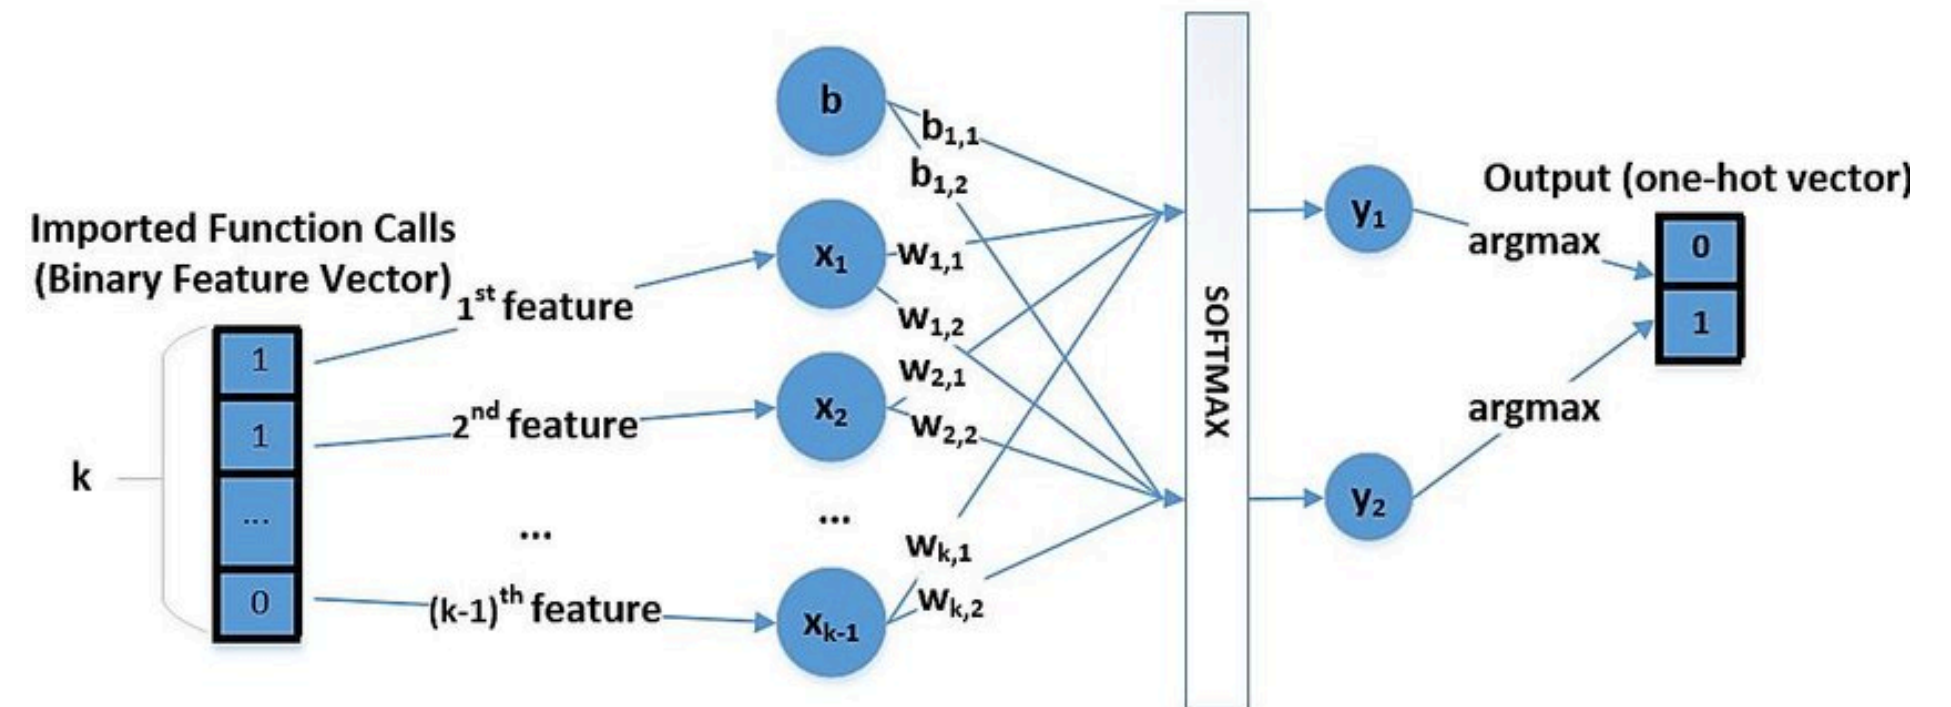 Imported Function Calls
(Binary Feature Vector)
k
1
1
...
0
1st feature
2nd feature
...
(k-1)th feature
b
x1
x2
...
xk-1
b1,1
b1,2
W1,1
W1,2
W2,1
W2,2
Wk,1
Wk,2
SOFTMAX
y1
y2
argmax
argmax
Output (one-hot vector)
0
1